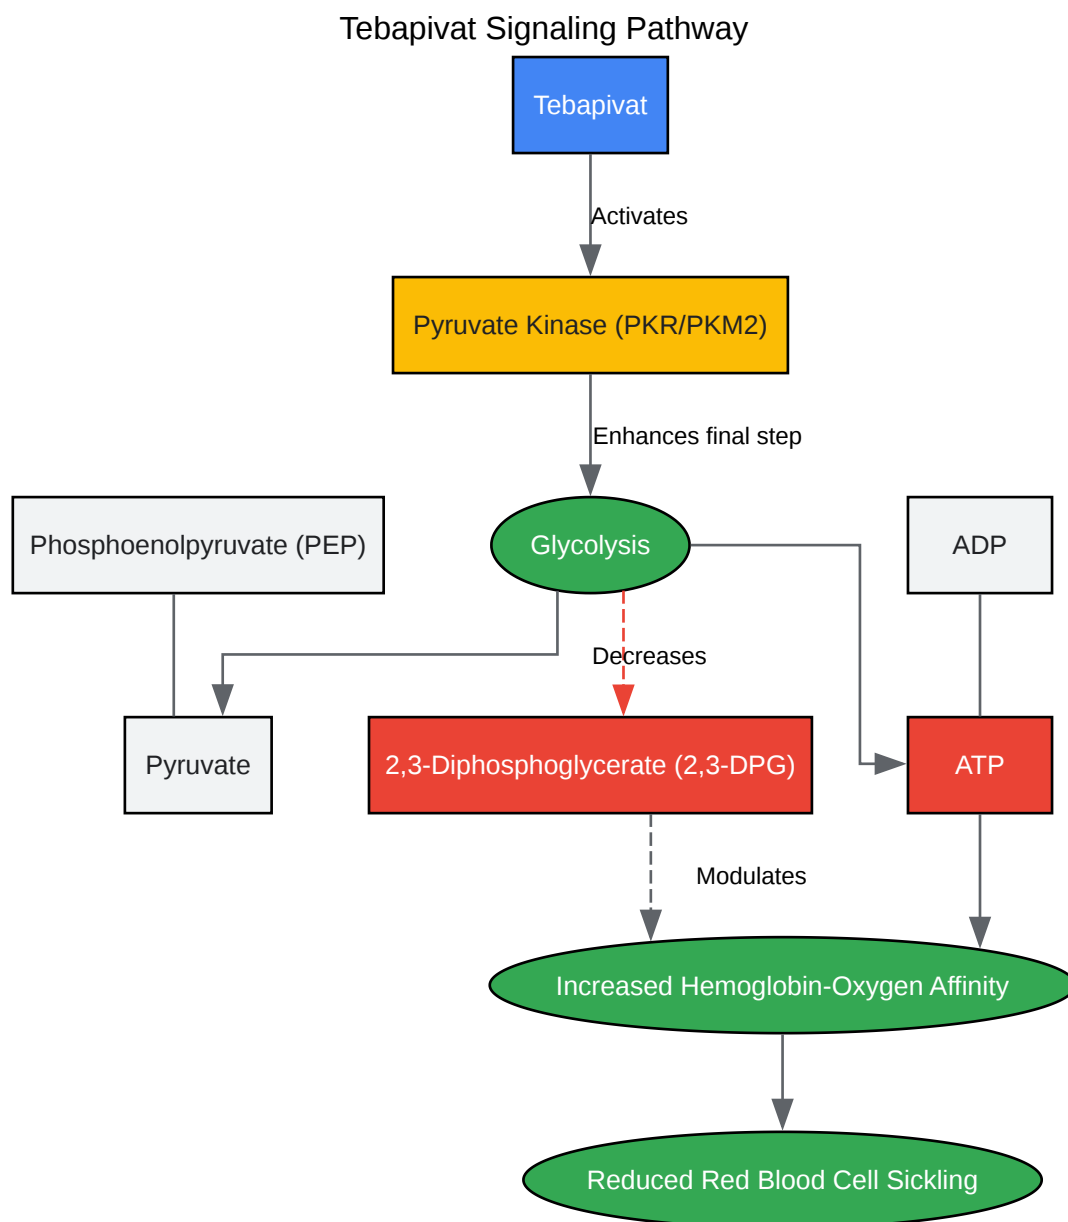 Tebapivat Signaling Pathway
Tebapivat
Activates
Pyruvate Kinase (PKR/PKM2)
Enhances final step
Phosphoenolpyruvate (PEP)
Glycolysis
ADP
Decreases
Pyruvate
2,3-Diphosphoglycerate (2,3-DPG)
ATP
Modulates
Increased Hemoglobin-Oxygen Affinity
Reduced Red Blood Cell Sickling